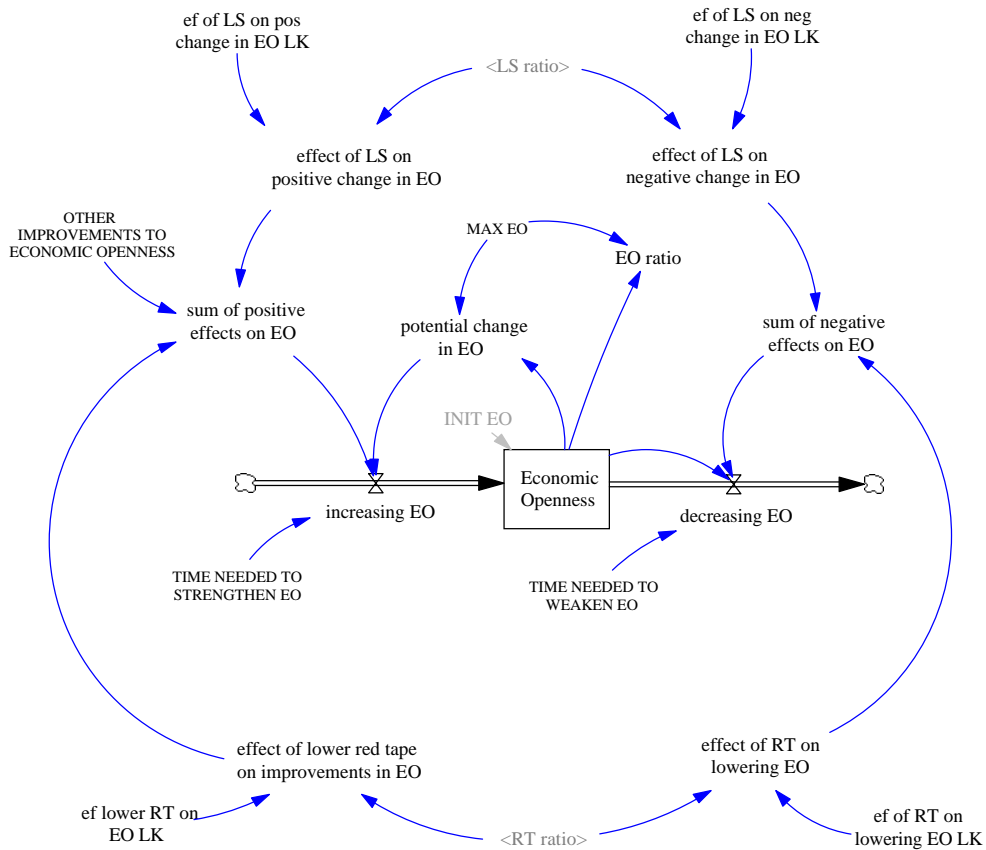 ef of LS on pos
change in EO LK
ef of LS on neg
change in EO LK
<LS ratio>
effect of LS on
positive change in EO
effect of LS on
negative change in EO
OTHER
IMPROVEMENTS TO
ECONOMIC OPENNESS
MAX EO
EO ratio
sum of positive
effects on EO
potential change
in EO
sum of negative
effects on EO
INIT EO
Economic
Openness
increasing EO
decreasing EO
TIME NEEDED TO
STRENGTHEN EO
TIME NEEDED TO
WEAKEN EO
effect of lower red tape
on improvements in EO
effect of RT on
lowering EO
ef lower RT on
EO LK
<RT ratio>
ef of RT on
lowering EO LK